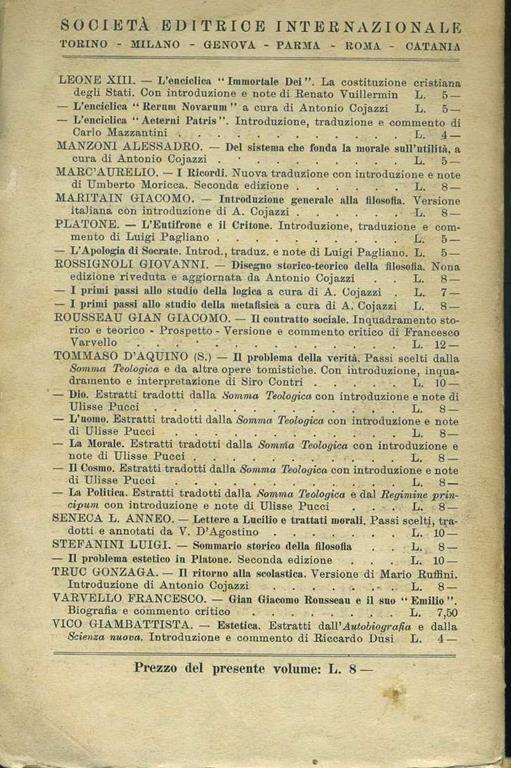 SOCIETÀ EDITRICE INTERNAZIONALE
TORINO - MILANO - GENOVA - PARMA - ROMA - CATANIA
LEONE XIII. — L'enciclica "Immortale Dei". La costituzione cristiana
degli Stati. Con introduzione e note di Renato Vuillermin L. 5—
— L'enciclica "Rerum Novarum" a cura di Antonio Cojazzi . L. 5—
— L'enciclica "Aeterni Patris". Introduzione, traduzione e commento di
Carlo Mazzantini . . . . . . . . . . L. 4—
MANZONI ALESSADRO. — Del sistema che fonda la morale sull'utilità, a
cura di Antonio Cojazzi . . . . . . . . . L. 5—
MARC'AURELIO. — I Ricordi. Nuova traduzione con introduzione e note
di Umberto Moricca. Seconda edizione . . . . . . L. 8—
MARITAIN GIACOMO. — Introduzione generale alla filosofia. Versione
italiana con introduzione di A. Cojazzi . . . . . . L. 8—
PLATONE. — L'Eutifrone e il Critone. Introduzione, traduzione e com-
mento di Luigi Pagliano . . . . . . . . . L. 5—
— L'Apologia di Socrate. Introd., traduz. e note di Luigi Pagliano. L. 5—
ROSSIGNOLI GIOVANNI. — Disegno storico-teorico della filosofia. Nona
edizione riveduta e aggiornata da Antonio Cojazzi . . L. 8—
— I primi passi allo studio della logica a cura di A. Cojazzi . L. 7—
— I primi passi allo studio della metafisica a cura di A. Cojazzi L. 8—
ROUSSEAU GIAN GIACOMO. — Il contratto sociale. Inquadramento sto-
rico e teorico - Prospetto - Versione e commento critico di Francesco
Varvello . . . . . . . . . . . L. 12—
TOMMASO D'AQUINO (S.) — Il problema della verità. Passi scelti dalla
Somma Teologica e da altre opere tomistiche. Con introduzione, inqua-
dramento e interpretazione di Siro Contri . . . . . L. 10—
— Dio. Estratti tradotti dalla Somma Teologica con introduzione e note di
Ulisse Pucci . . . . . . . . . . . L. 8—
— L'uomo. Estratti tradotti dalla Somma Teologica con introduzione e note
di Ulisse Pucci . . . . . . . . . . L. 8—
— La Morale. Estratti tradotti dalla Somma Teologica con introduzione e
note di Ulisse Pucci . . . . . . . . . . L. 8—
— Il Cosmo. Estratti tradotti dalla Somma Teologica con introduzione e note
di Ulisse Pucci . . . . . . . . . . L. 8—
— La Politica. Estratti tradotti dalla Somma Teologica e dal Regimine prin-
cipum con introduzione e note di Ulisse Pucci . . . . L. 8—
SENECA L. ANNEO. — Lettere a Lucilio e trattati morali. Passi scelti, tra-
dotti e annotati da V. D'Agostino . . . . . . L. 10—
STEFANINI LUIGI. — Sommario storico della filosofia . . L. 8—
— Il problema estetico in Platone. Seconda edizione . . . L. 10—
TRUC GONZAGA. — Il ritorno alla scolastica. Versione di Mario Ruffini.
Introduzione di Antonio Cojazzi . . . . . . . L. 8—
VARVELLO FRANCESCO. — Gian Giacomo Rousseau e il suo "Emilio".
Biografia e commento critico . . . . . . . L. 7,50
VICO GIAMBATTISTA. — Estetica. Estratti dall'Autobiografia e dalla
Scienza nuova. Introduzione e commento di Riccardo Dusi L. 4—
Prezzo del presente volume: L. 8—